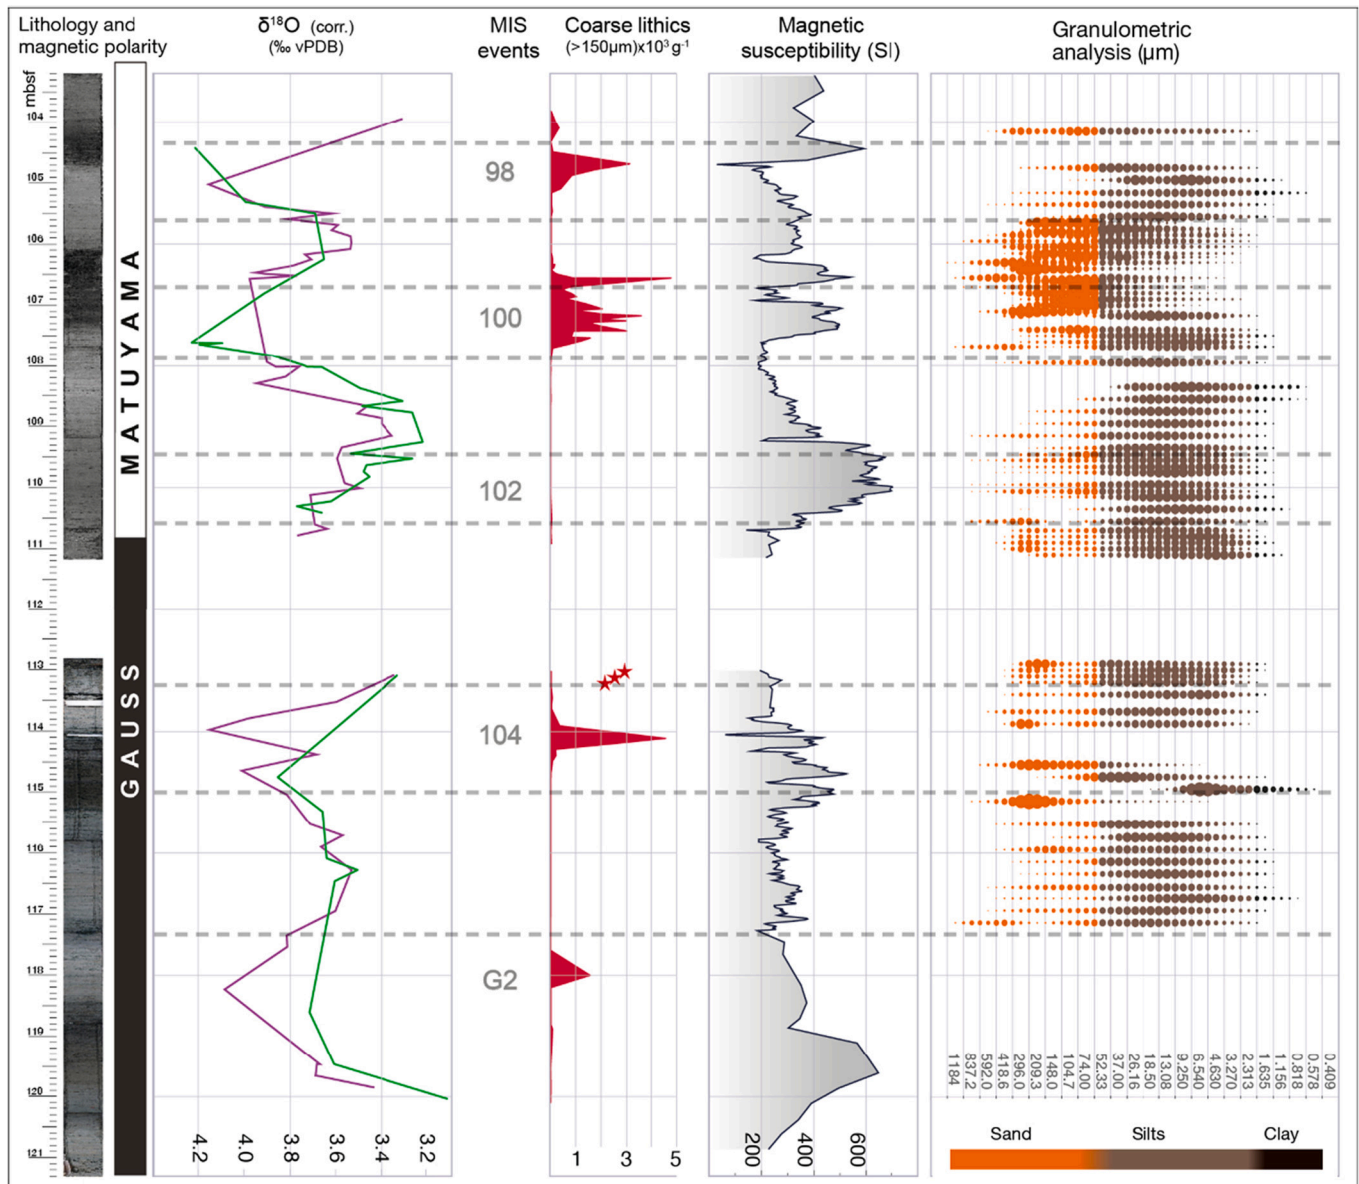 Lithology and
magnetic polarity
δ18O (corr.)
(‰ vPDB)
MIS
events
Coarse lithics
(>150µm)x10³ g-1
Magnetic
susceptibility (SI)
Granulometric
analysis (µm)
mbsf
104
105
106
107
108
109
110
111
112
113
114
115
116
117
118
119
120
121
MATUYAMA
GAUSS
98
100
102
104
G2
4.2 4.0 3.8 3.6 3.4 3.2
1 3 5
200 400 600
1184 837.2 592.0 418.6 296.0 209.3 148.0 104.7 74.00 52.33 37.00 26.16 18.50 13.08 9.250 6.540 4.630 3.270 2.313 1.635 1.156 0.818 0.578 0.409
Sand Silts Clay